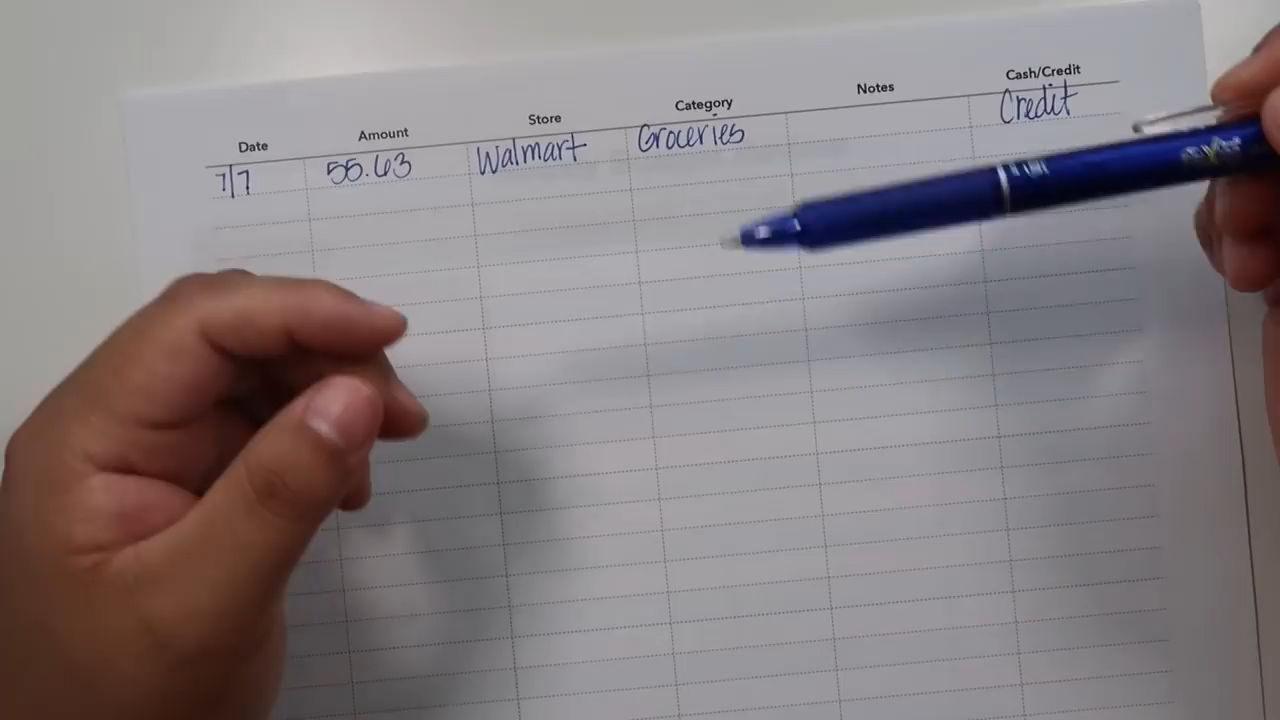 Date Amount Store Category Notes Cash/Credit
7/7 55.63 Walmart Groceries Credit